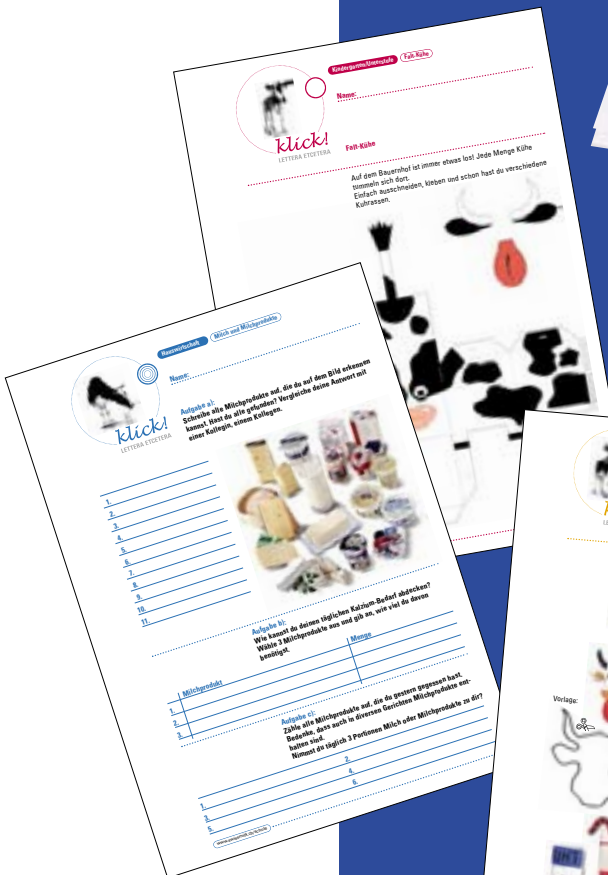 Kindergarten/Unterstufe Falt-Kühe
Name:
klick!
LETTERA ETCETERA
Falt-Kühe
Auf dem Bauernhof ist immer etwas los! Jede Menge Kühe
tummeln sich dort.
Einfach ausschneiden, kleben und schon hast du verschiedene
Kuhrassen.
Hauswirtschaft Milch und Milchprodukte
Name:
klick!
LETTERA ETCETERA
Aufgabe a):
Schreibe alle Milchprodukte auf, die du auf dem Bild erkennen
kannst. Hast du alle gefunden? Vergleiche deine Antwort mit
einer Kollegin, einem Kollegen.
1.
2.
3.
4.
5.
6.
7.
8.
9.
10.
11.
Aufgabe b):
Wie kannst du deinen täglichen Kalzium-Bedarf abdecken?
Wähle 3 Milchprodukte aus und gib an, wie viel du davon
benötigst.
Milchprodukt Menge
1.
2.
3.
Aufgabe c):
Zähle alle Milchprodukte auf, die du gestern gegessen hast.
Bedenke, dass auch in diversen Gerichten Milchprodukte ent-
halten sind.
Nimmst du täglich 3 Portionen Milch oder Milchprodukte zu dir?
1. 2.
3. 4.
5. 6.
Vorlage:
UHT